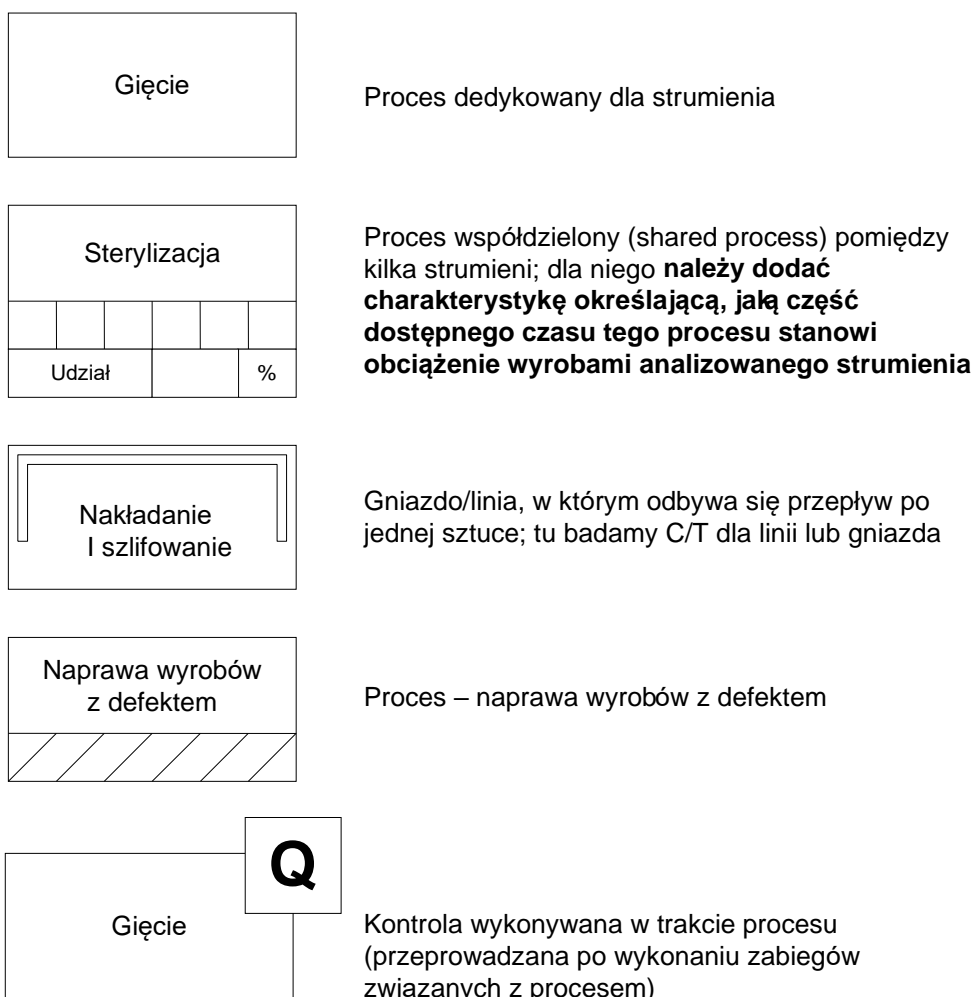 Gięcie
Proces dedykowany dla strumienia
Sterylizacja
Udział
%
Proces współdzielony (shared process) pomiędzy
kilka strumieni; dla niego należy dodać
charakterystykę określającą, jaką część
dostępnego czasu tego procesu stanowi
obciążenie wyrobami analizowanego strumienia
Nakładanie
I szlifowanie
Gniazdo/linia, w którym odbywa się przepływ po
jednej sztuce; tu badamy C/T dla linii lub gniazda
Naprawa wyrobów
z defektem
Proces – naprawa wyrobów z defektem
Q
Gięcie
Kontrola wykonywana w trakcie procesu
(przeprowadzana po wykonaniu zabiegów
związanych z procesem)